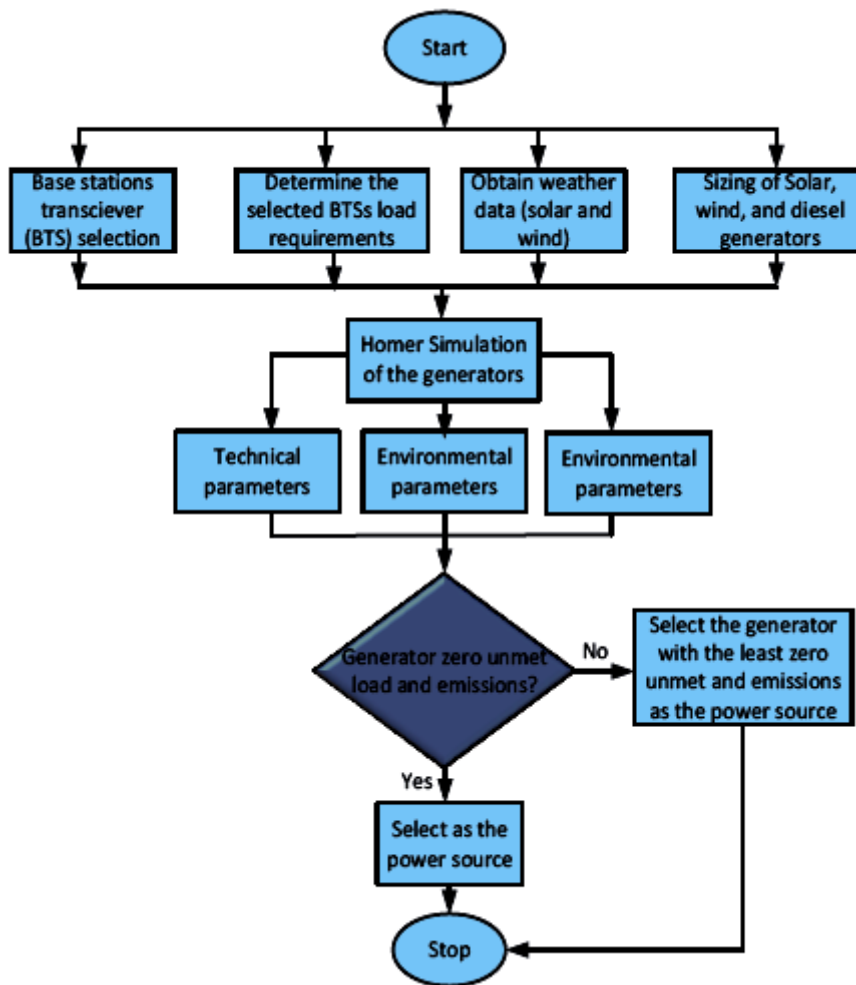 Start
Base stations
transciever
(BTS) selection
Determine the
selected BTSs load
requirements
Obtain weather
data (solar and
wind)
Sizing of Solar,
wind, and diesel
generators
Homer Simulation
of the generators
Technical
parameters
Environmental
parameters
Environmental
parameters
Generator zero unmet
load and emissions?
No
Select the generator
with the least zero
unmet and emissions
as the power source
Yes
Select as the
power source
Stop